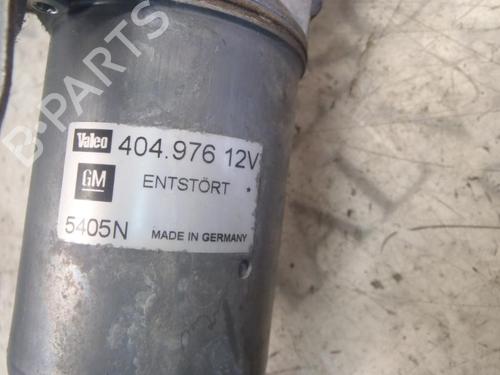 B-PARTS
Valeo 404.976 12V
GM ENTSTÖRT
5405N MADE IN GERMANY